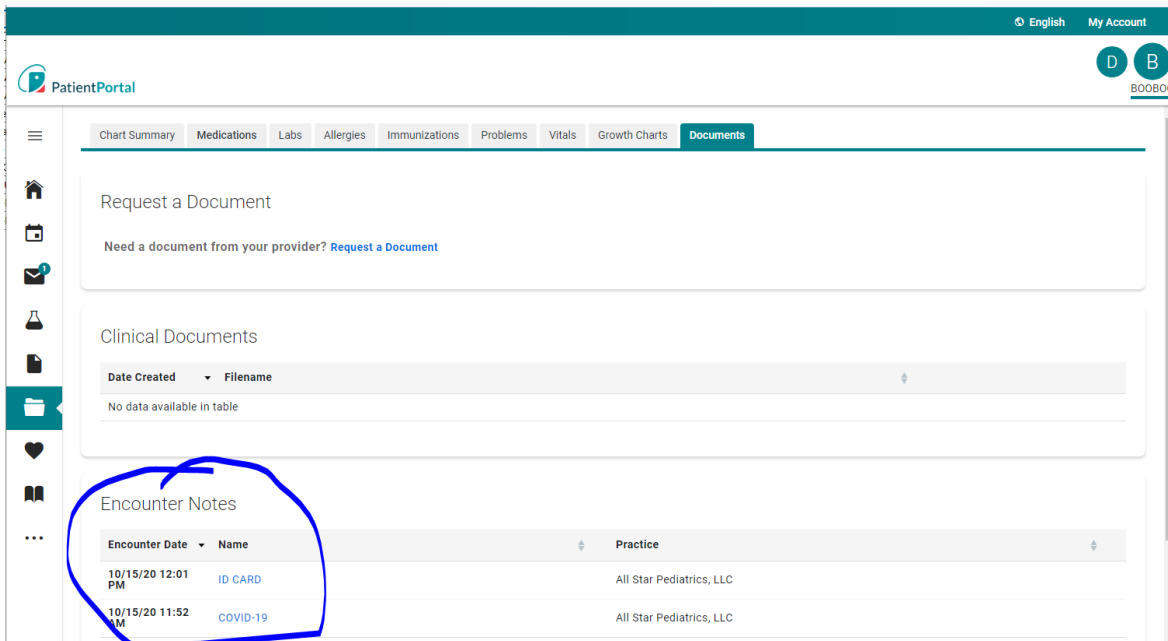 English My Account
D B
BOOBOO
PatientPortal
Chart Summary Medications Labs Allergies Immunizations Problems Vitals Growth Charts Documents
Request a Document
Need a document from your provider? Request a Document
1
Clinical Documents
Date Created Filename
No data available in table
Encounter Notes
Encounter Date Name Practice
10/15/20 12:01
PM
ID CARD All Star Pediatrics, LLC
10/15/20 11:52
AM
COVID-19 All Star Pediatrics, LLC